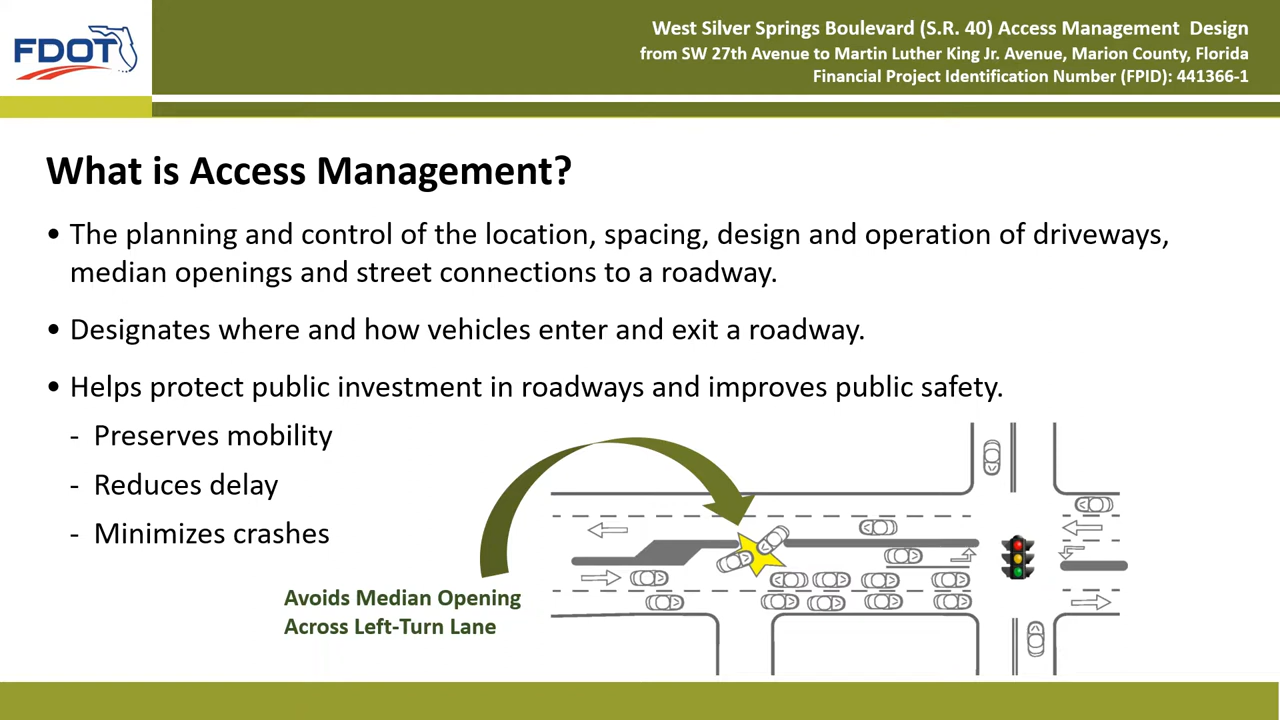 FDOT
West Silver Springs Boulevard (S.R. 40) Access Management  Design
from SW 27th Avenue to Martin Luther King Jr. Avenue, Marion County, Florida
Financial Project Identification Number (FPID): 441366-1
What is Access Management?
• The planning and control of the location, spacing, design and operation of driveways,
median openings and street connections to a roadway.
• Designates where and how vehicles enter and exit a roadway.
• Helps protect public investment in roadways and improves public safety.
- Preserves mobility
- Reduces delay
- Minimizes crashes
Avoids Median Opening
Across Left-Turn Lane